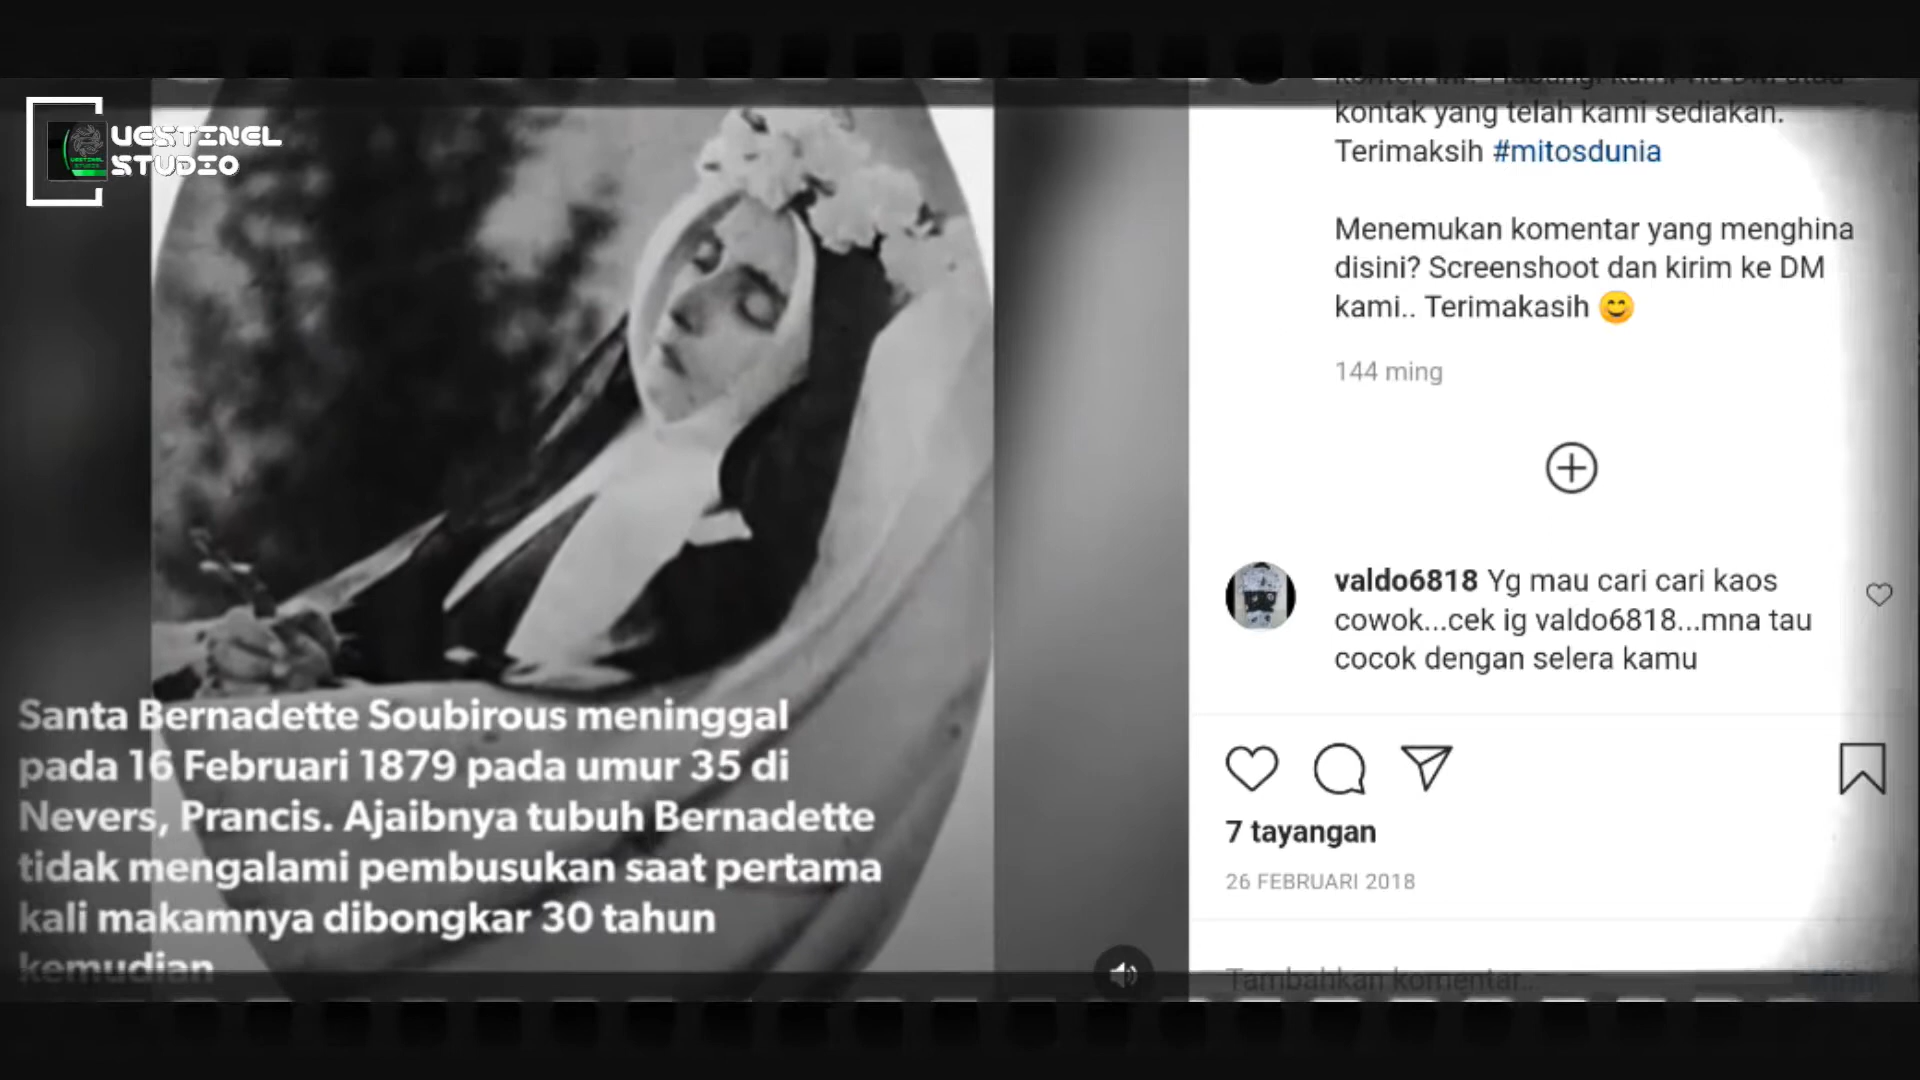 VESTINEL
STUDIO
Santa Bernadette Soubirous meninggal
pada 16 Februari 1879 pada umur 35 di
Nevers, Prancis. Ajaibnya tubuh Bernadette
tidak mengalami pembusukan saat pertama
kali makamnya dibongkar 30 tahun
kemudian
kontak yang telah kami sediakan.
Terimaksih #mitosdunia
Menemukan komentar yang menghina
disini? Screenshoot dan kirim ke DM
kami.. Terimakasih 😊
144 ming
valdo6818 Yg mau cari cari kaos
cowok...cek ig valdo6818...mna tau
cocok dengan selera kamu
7 tayangan
26 FEBRUARI 2018
Tambahkan komentar...